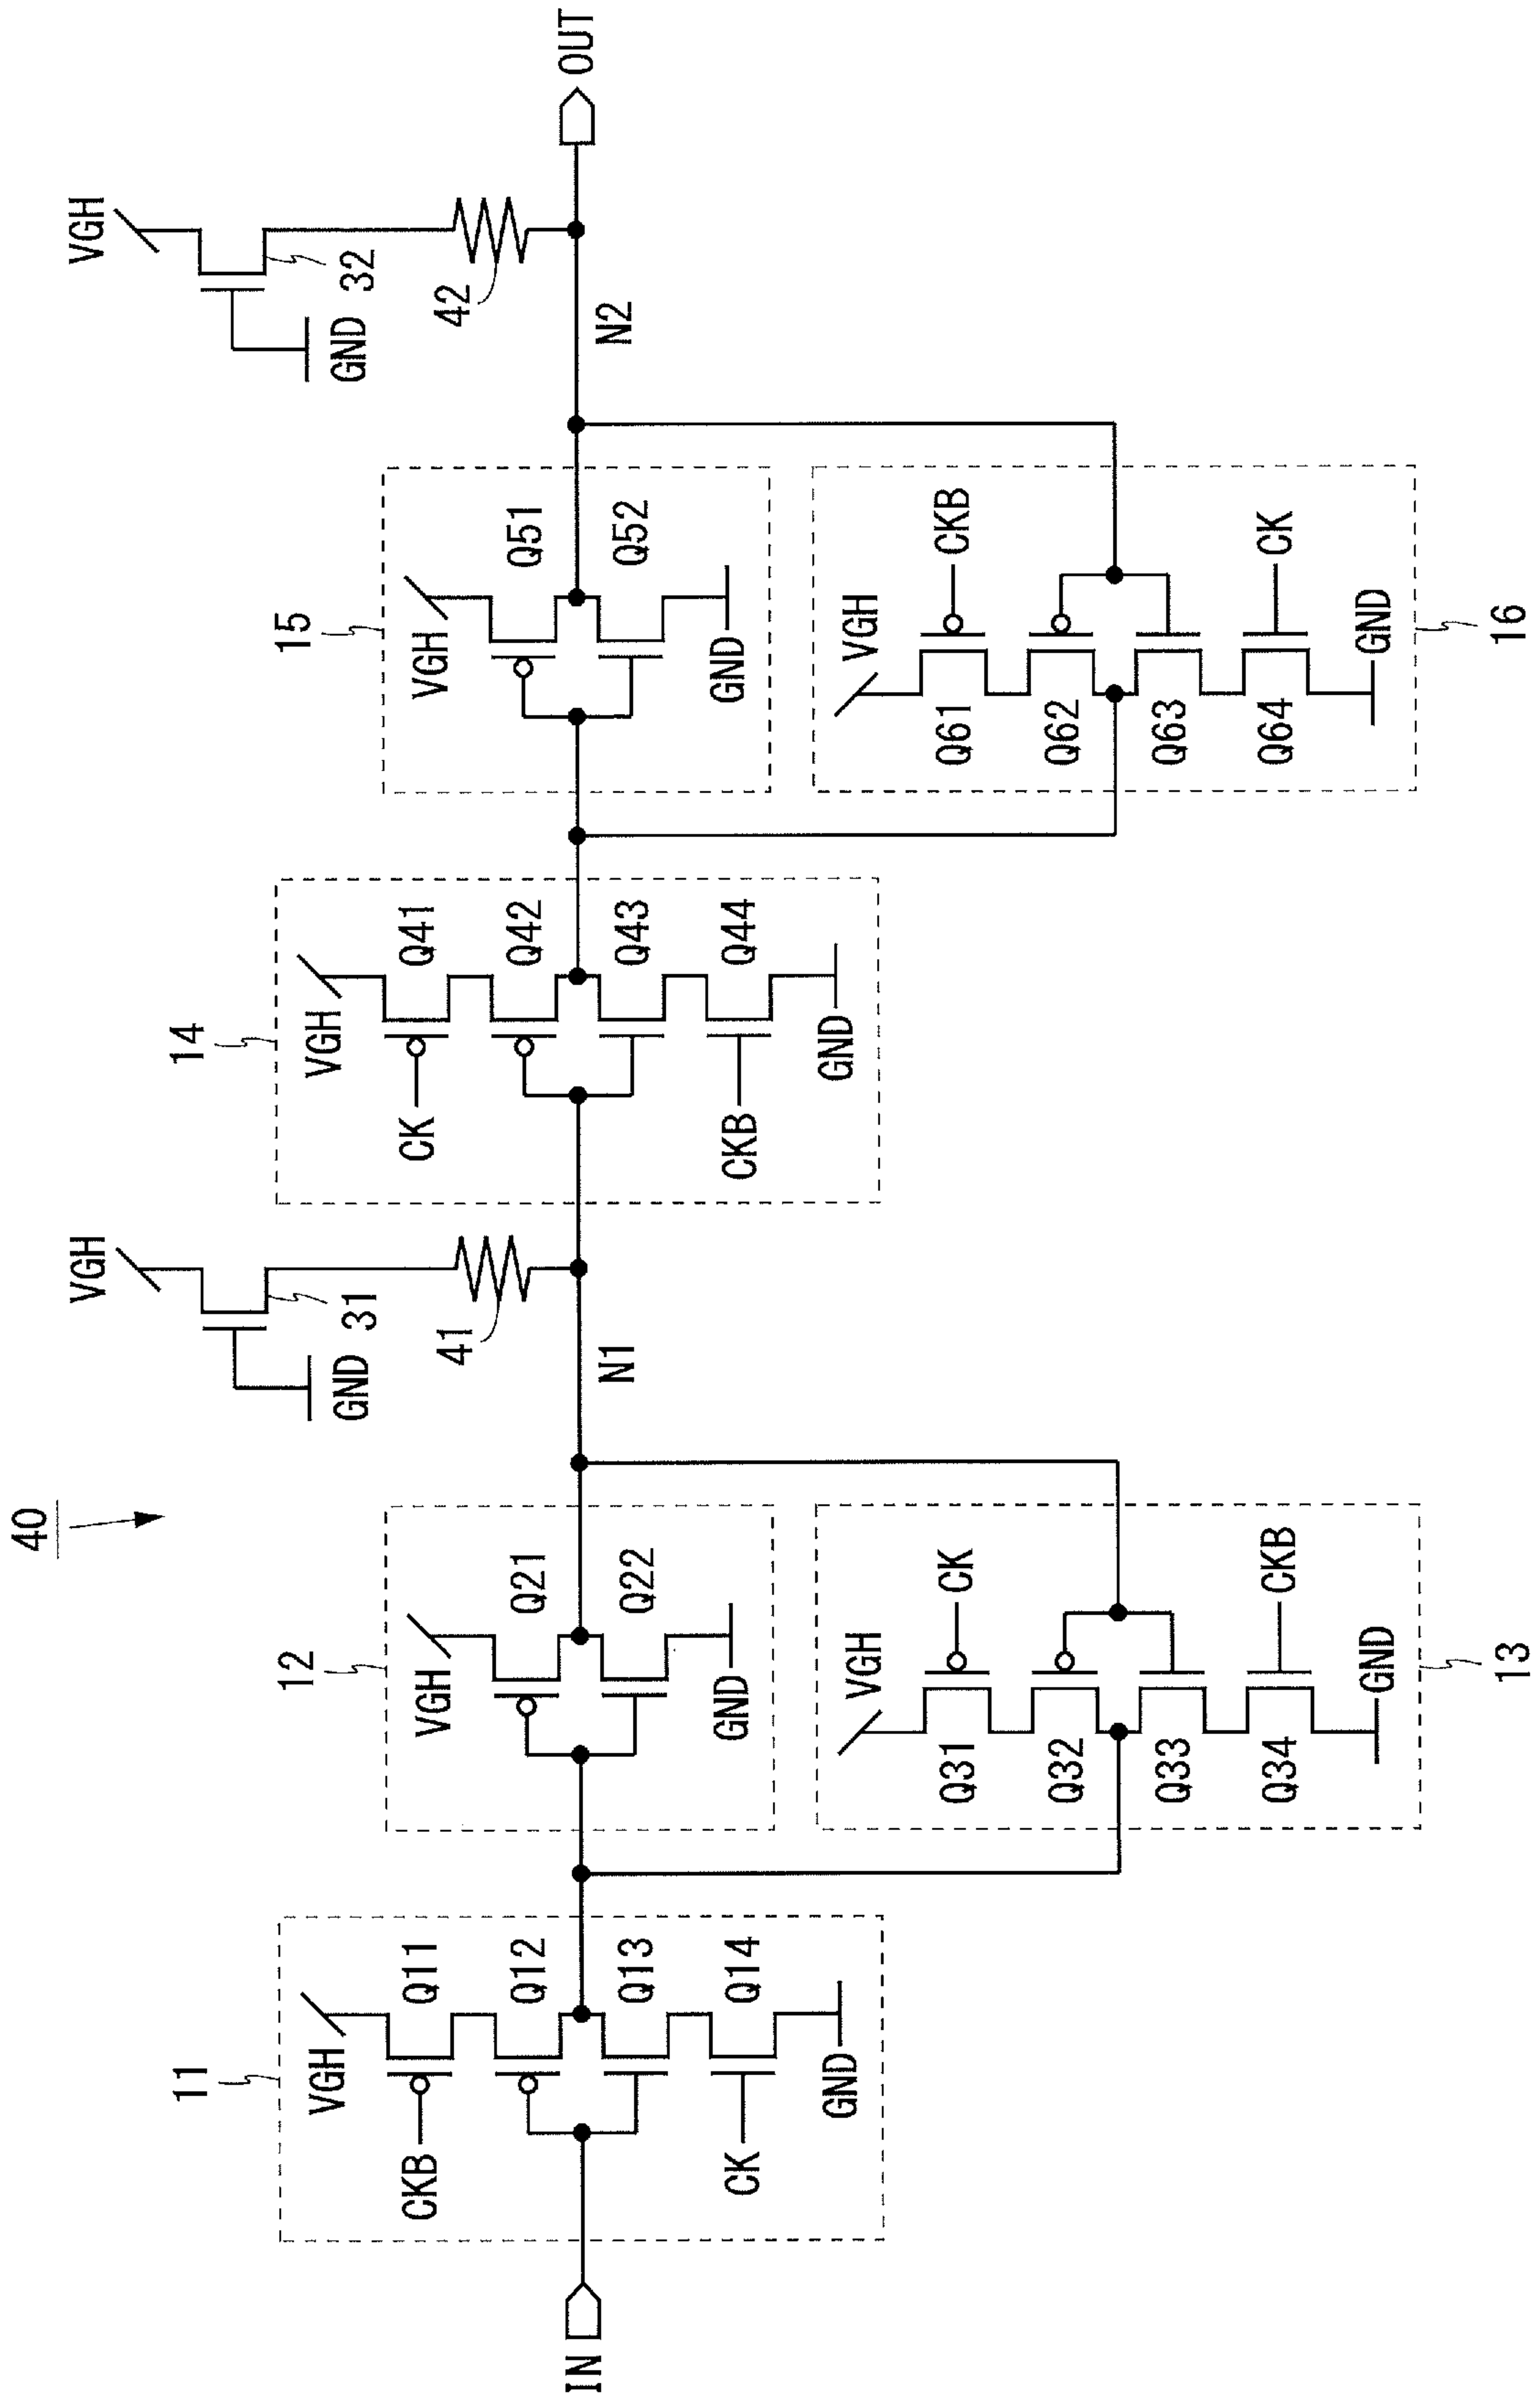 40
VGH
GND
31
41
N1
VGH
GND
32
42
N2
OUT
IN
11
VGH
CKB
Q11
Q12
Q13
Q14
CK
GND
12
VGH
Q21
Q22
GND
13
VGH
CK
Q31
Q32
Q33
Q34
CKB
GND
14
VGH
CK
Q41
Q42
Q43
Q44
CKB
GND
15
VGH
Q51
Q52
GND
16
VGH
CKB
Q61
Q62
Q63
Q64
CK
GND